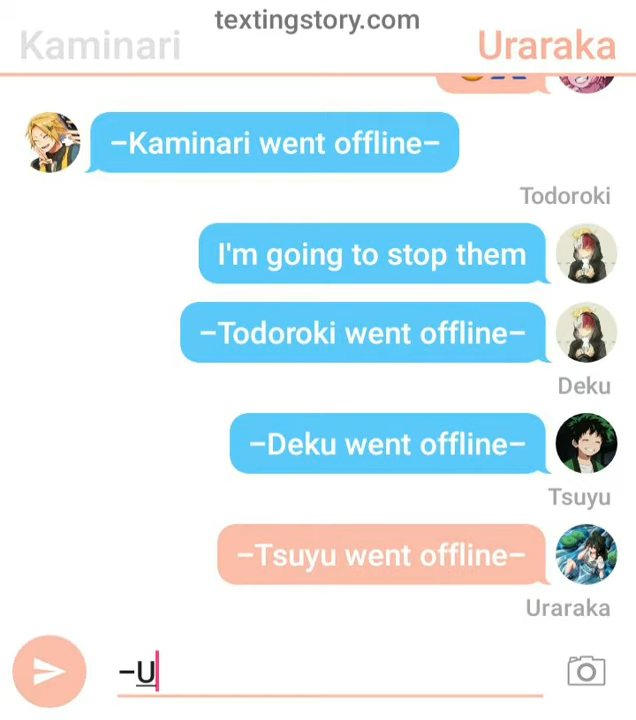 textingstory.com
Kaminari
Uraraka
–Kaminari went offline–
Todoroki
I'm going to stop them
–Todoroki went offline–
Deku
–Deku went offline–
Tsuyu
–Tsuyu went offline–
Uraraka
–U